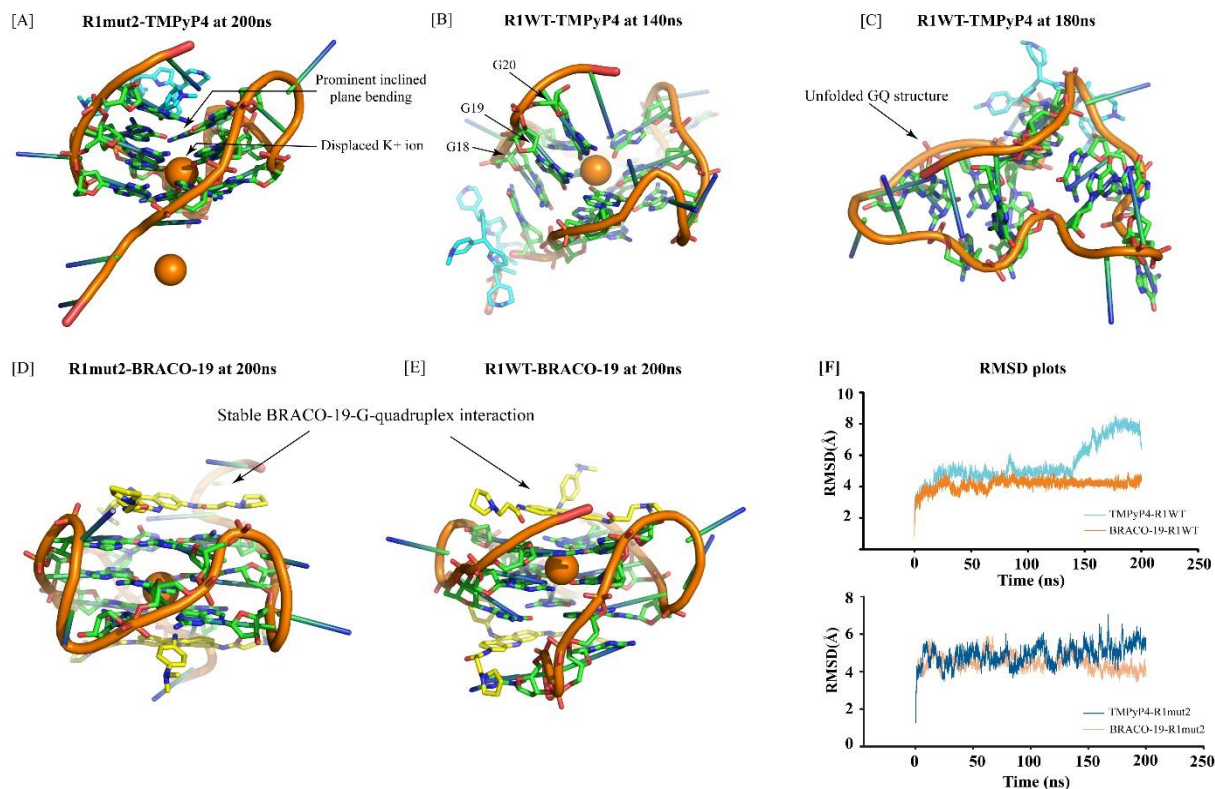 [A]
R1mut2-TMPyP4 at 200ns
Prominent inclined
plane bending
Displaced K+ ion
[B]
R1WT-TMPyP4 at 140ns
G20
G19
G18
[C]
R1WT-TMPyP4 at 180ns
Unfolded GQ structure
[D]
R1mut2-BRACO-19 at 200ns
[E]
R1WT-BRACO-19 at 200ns
Stable BRACO-19-G-quadruplex interaction
[F]
RMSD plots
10
8
6
4
2
RMSD(Å)
TMPyP4-R1WT
BRACO-19-R1WT
0 50 100 150 200 250
Time (ns)
8
6
4
2
0
RMSD(Å)
TMPyP4-R1mut2
BRACO-19-R1mut2
0 50 100 150 200 250
Time (ns)